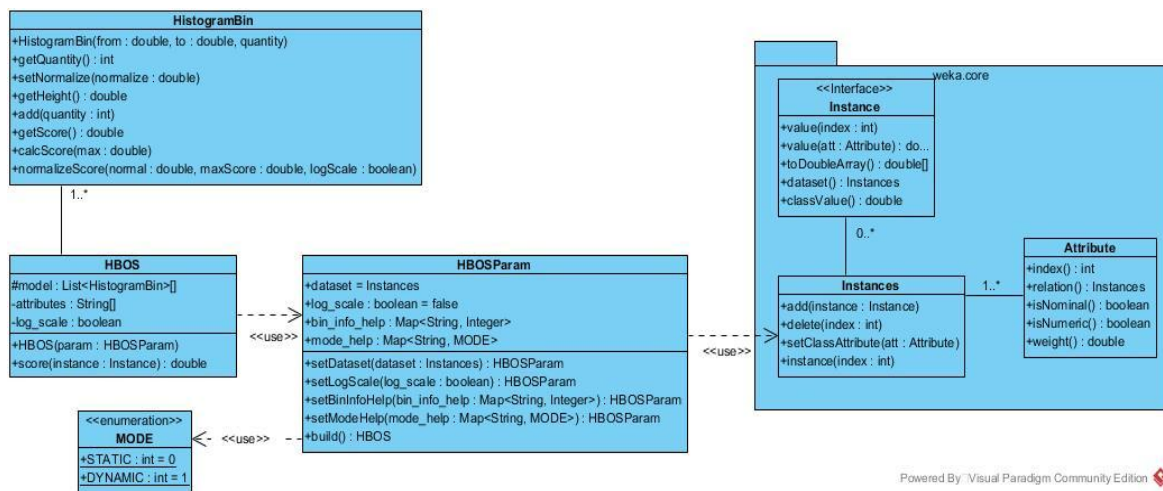 HistogramBin
+HistogramBin(from : double, to : double, quantity)
+getQuantity() : int
+setNormalize(normalize : double)
+getHeight() : double
+add(quantity : int)
+getScore() : double
+calcScore(max : double)
+normalizeScore(normal : double, maxScore : double, logScale : boolean)
1..*
HBOS
#model : List<HistogramBin>[]
-attributes : String[]
-log_scale : boolean
+HBOS(param : HBOSParam)
+score(instance : Instance) : double
<<use>>
HBOSParam
+dataset = Instances
+log_scale : boolean = false
+bin_info_help : Map<String, Integer>
+mode_help : Map<String, MODE>
+setDataset(dataset : Instances) : HBOSParam
+setLogScale(log_scale : boolean) : HBOSParam
+setBinInfoHelp(bin_info_help : Map<String, Integer>) : HBOSParam
+setModeHelp(mode_help : Map<String, MODE>) : HBOSParam
+build() : HBOS
<<use>>
<<enumeration>>
MODE
+STATIC : int = 0
+DYNAMIC : int = 1
<<use>>
weka.core
<<Interface>>
Instance
+value(index : int)
+value(att : Attribute) : do...
+toDoubleArray() : double[]
+dataset() : Instances
+classValue() : double
0..*
Instances
+add(instance : Instance)
+delete(index : int)
+setClassAttribute(att : Attribute)
+instance(index : int)
1..*
Attribute
+index() : int
+relation() : Instances
+isNominal() : boolean
+isNumeric() : boolean
+weight() : double
Powered By Visual Paradigm Community Edition